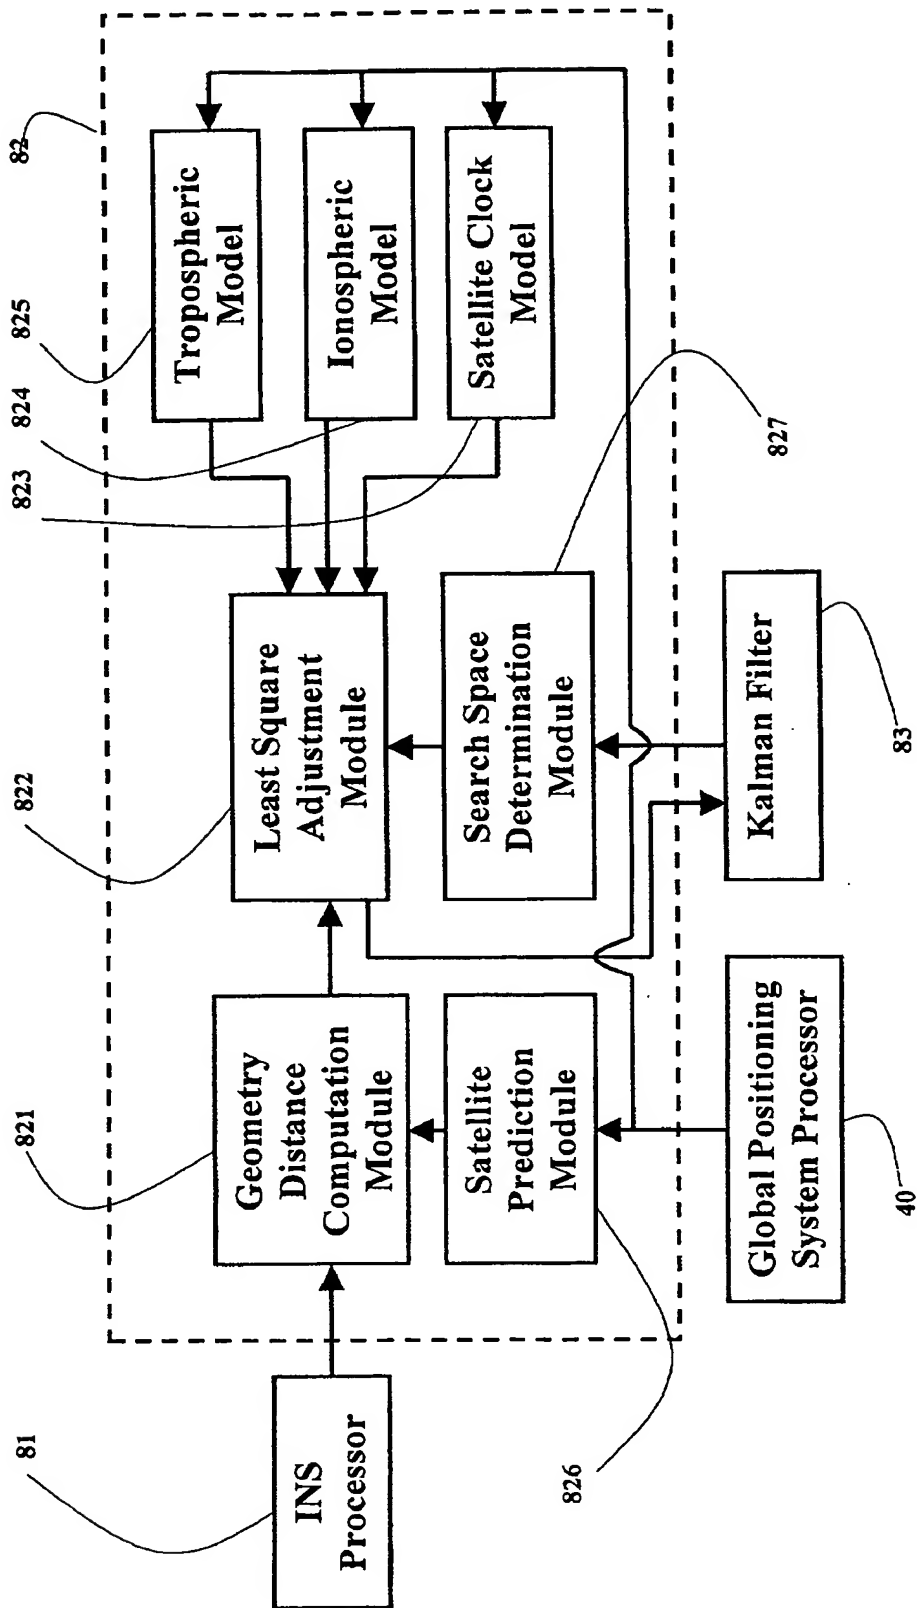 81
INS
Processor
821
Geometry
Distance
Computation
Module
826
Satellite
Prediction
Module
40
Global Positioning
System Processor
822
Least Square
Adjustment
Module
827
Search Space
Determination
Module
83
Kalman Filter
82
825
Tropospheric
Model
824
Ionospheric
Model
823
Satellite Clock
Model